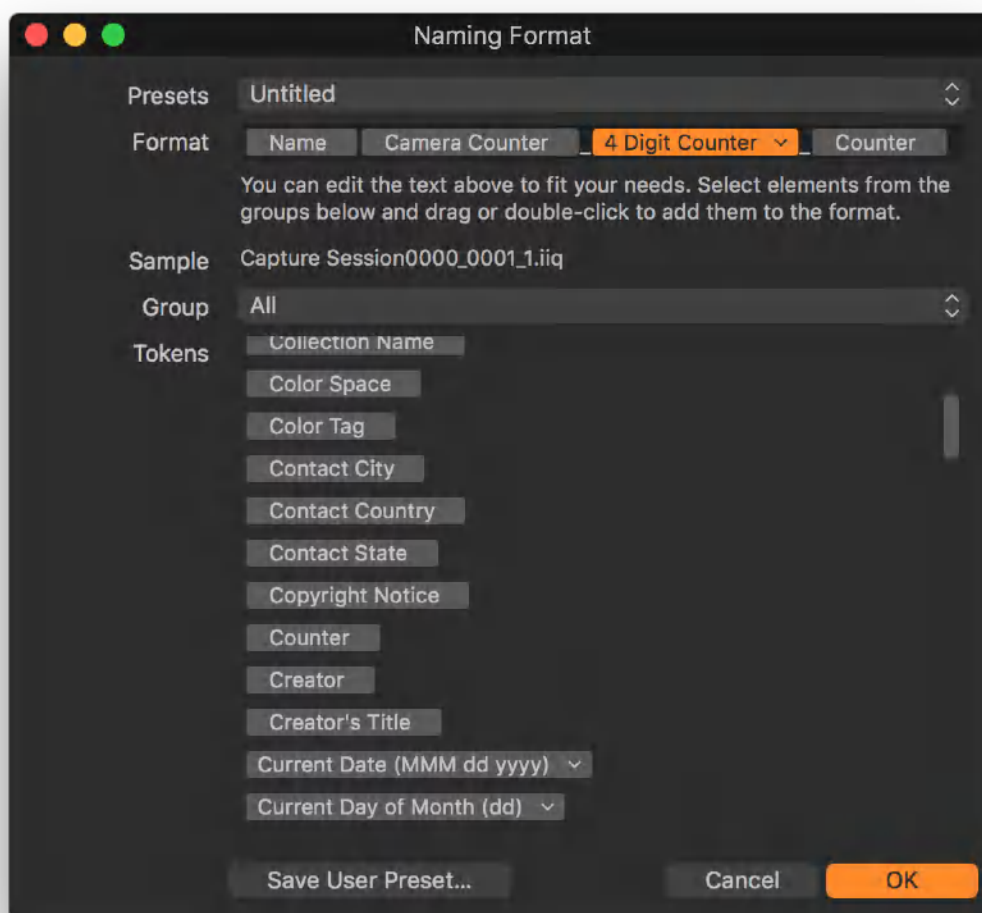 Naming Format
Presets Untitled
Format Name Camera Counter _ 4 Digit Counter _ Counter
You can edit the text above to fit your needs. Select elements from the
groups below and drag or double-click to add them to the format.
Sample Capture Session0000_0001_1.iiq
Group All
Tokens Collection Name
Color Space
Color Tag
Contact City
Contact Country
Contact State
Copyright Notice
Counter
Creator
Creator's Title
Current Date (MMM dd yyyy)
Current Day of Month (dd)
Save User Preset... Cancel OK